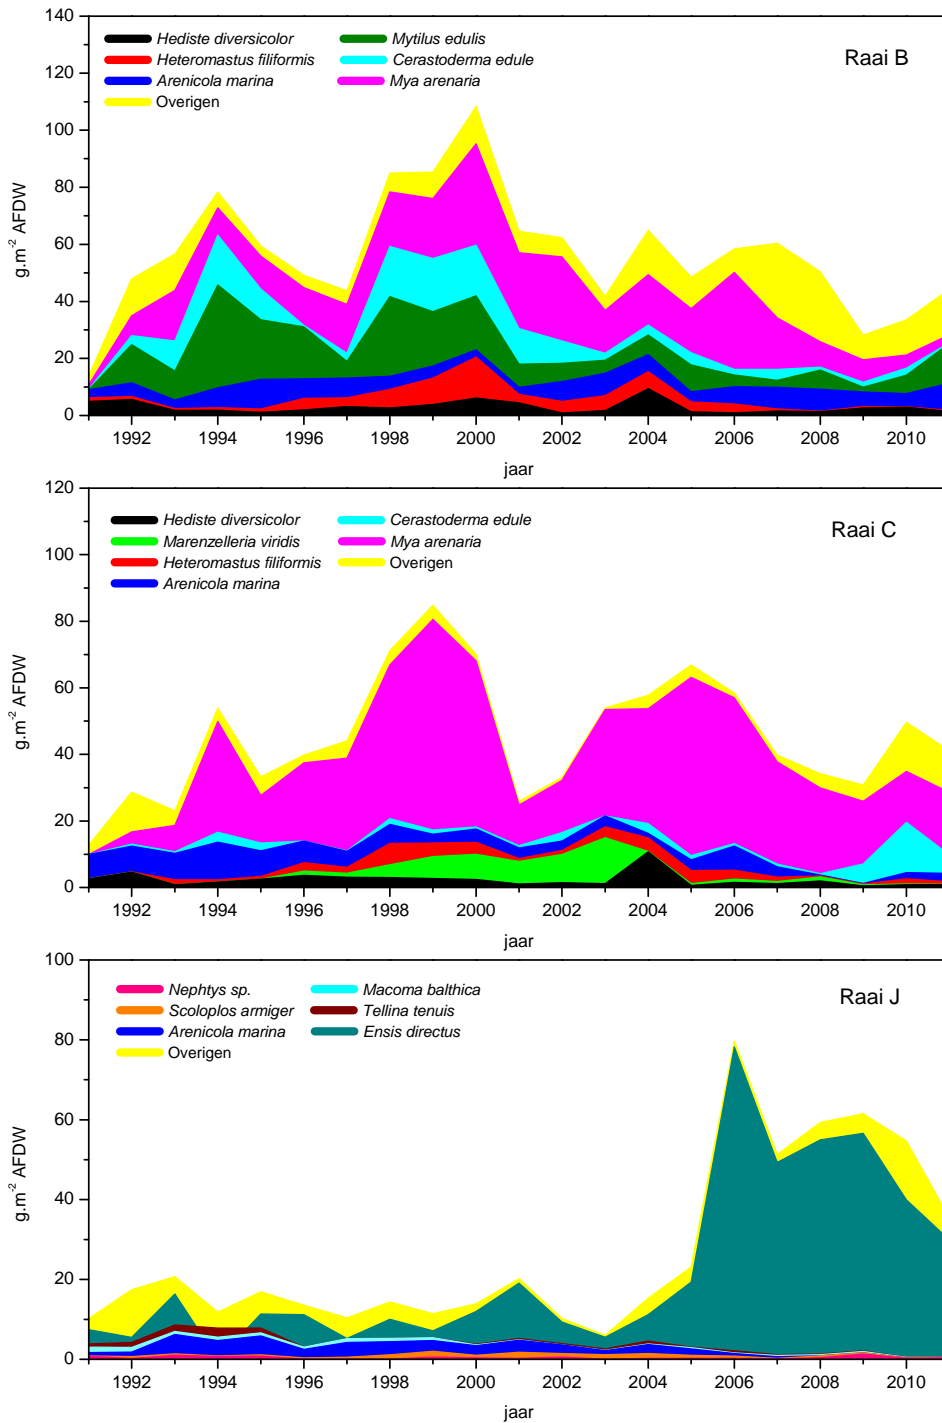 140
120
100
80
60
40
20
0
g.m-2 AFDW
Hediste diversicolor
Heteromastus filiformis
Arenicola marina
Overigen
Mytilus edulis
Cerastoderma edule
Mya arenaria
Raai B
1992 1994 1996 1998 2000 2002 2004 2006 2008 2010
jaar
120
100
80
60
40
20
0
g.m-2 AFDW
Hediste diversicolor
Marenzelleria viridis
Heteromastus filiformis
Arenicola marina
Cerastoderma edule
Mya arenaria
Overigen
Raai C
1992 1994 1996 1998 2000 2002 2004 2006 2008 2010
jaar
100
80
60
40
20
0
g.m-2 AFDW
Nephtys sp.
Scoloplos armiger
Arenicola marina
Overigen
Macoma balthica
Tellina tenuis
Ensis directus
Raai J
1992 1994 1996 1998 2000 2002 2004 2006 2008 2010
jaar